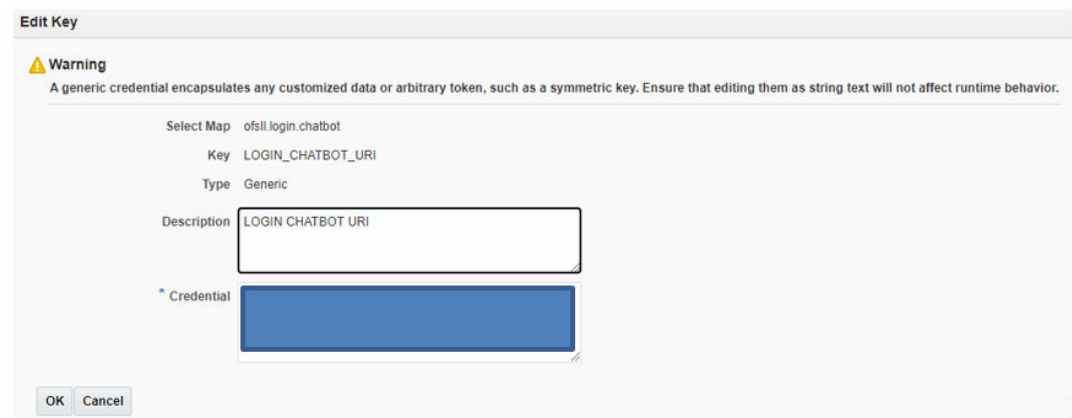 Edit Key
Warning
A generic credential encapsulates any customized data or arbitrary token, such as a symmetric key. Ensure that editing them as string text will not affect runtime behavior.
Select Map ofsll.login.chatbot
Key LOGIN_CHATBOT_URI
Type Generic
Description LOGIN CHATBOT URI
* Credential
OK Cancel